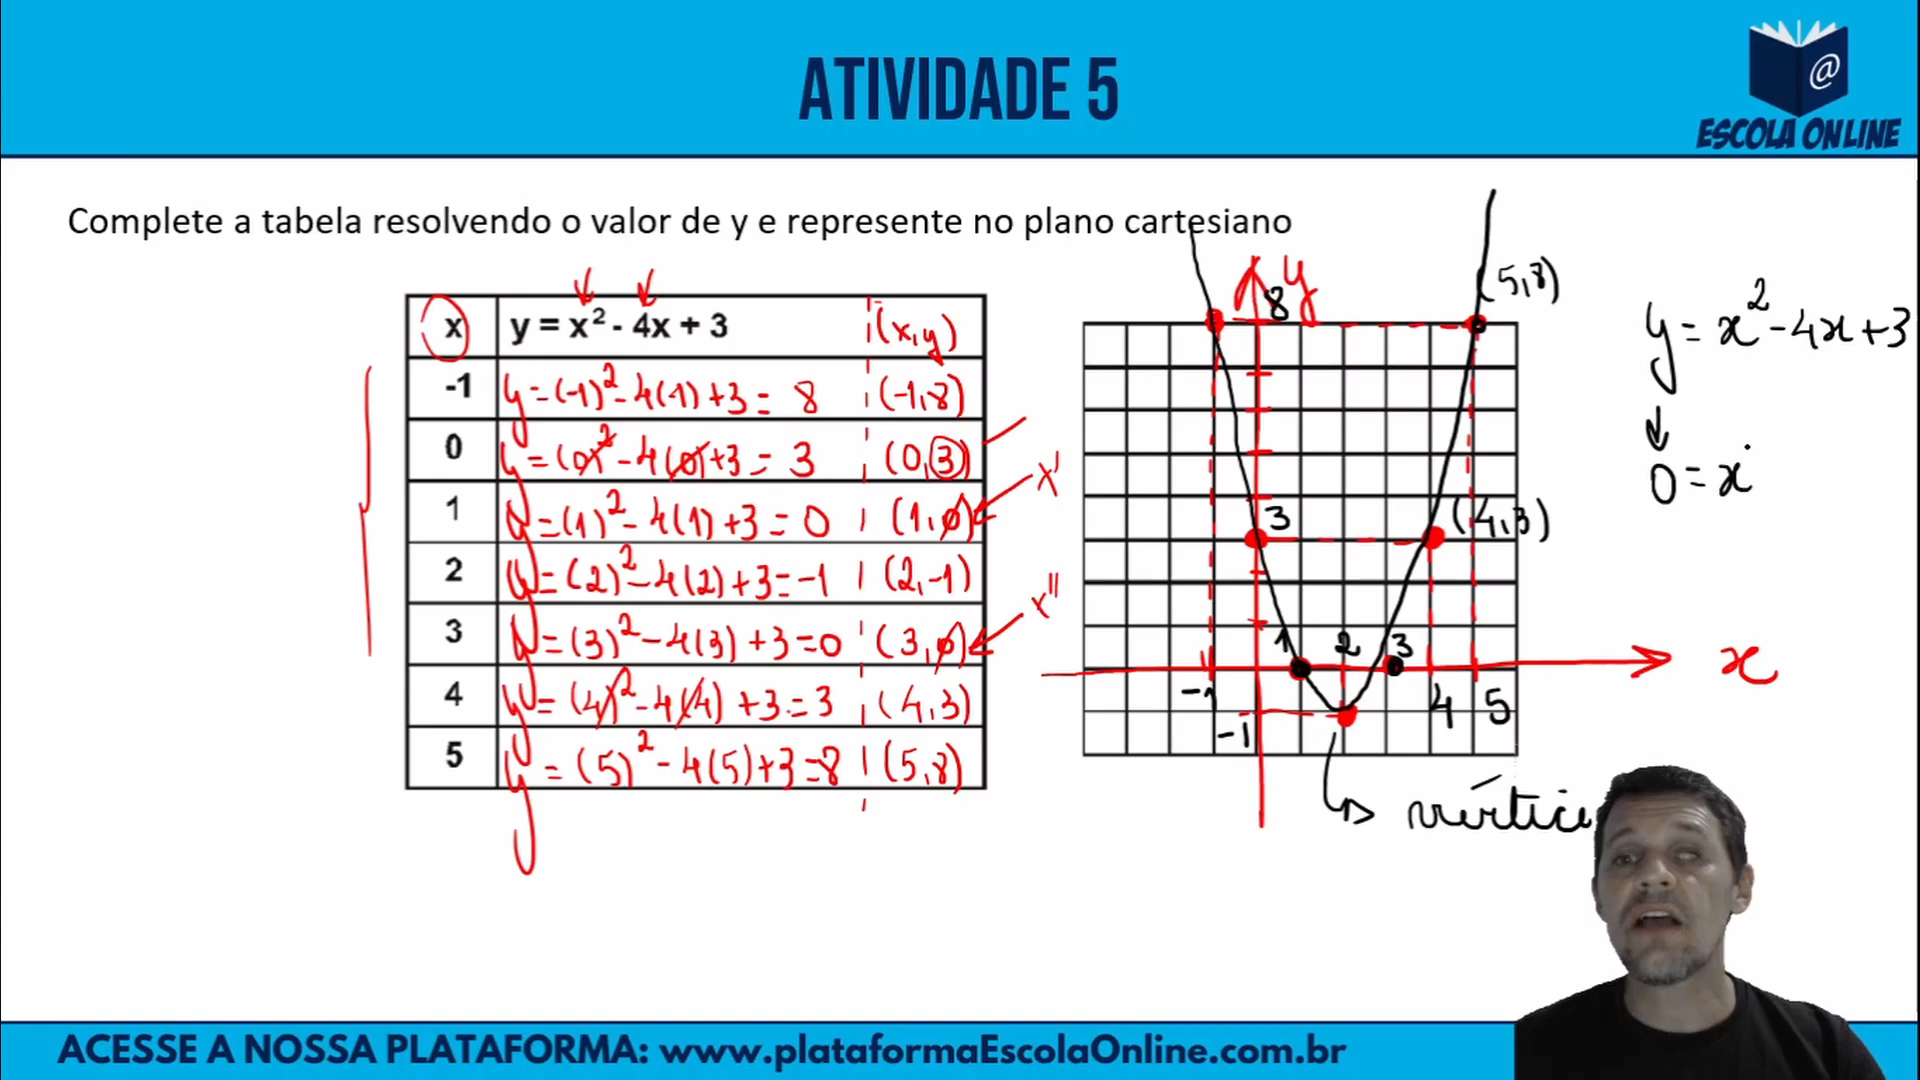 ATIVIDADE 5
@
ESCOLA ONLINE
Complete a tabela resolvendo o valor de y e represente no plano cartesiano
x y = x² - 4x + 3 (x,y)
-1 y = (-1)² - 4(-1) + 3 = 8 (-1,8)
0 y = (0)² - 4(0) + 3 = 3 (0,3)
1 y = (1)² - 4(1) + 3 = 0 (1,0) x'
2 y = (2)² - 4(2) + 3 = -1 (2,-1)
3 y = (3)² - 4(3) + 3 = 0 (3,0) x''
4 y = (4)² - 4(4) + 3 = 3 (4,3)
5 y = (5)² - 4(5) + 3 = 8 (5,8)
y
8
(5,8)
3
(4,3)
1 2 3
x
-1 4 5
-1
vértice
y = x² - 4x + 3
0 = x
ACESSE A NOSSA PLATAFORMA: www.plataformaEscolaOnline.com.br